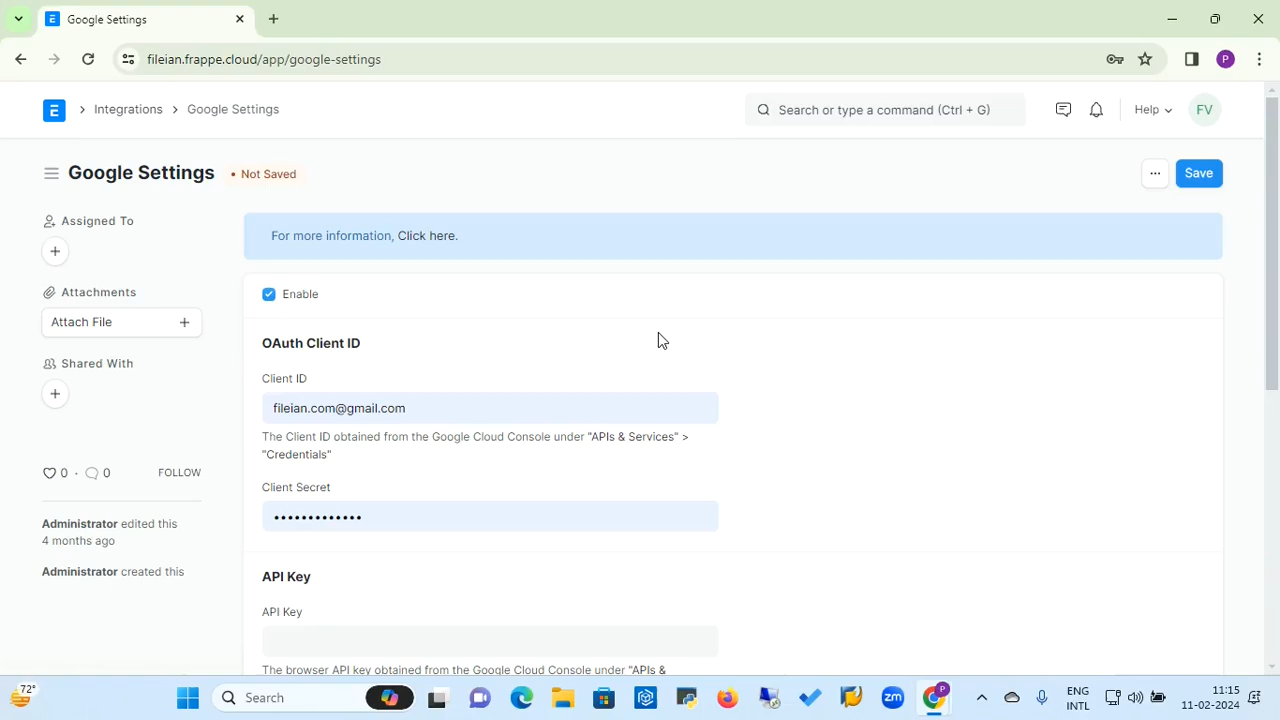 Google Settings
fileian.frappe.cloud/app/google-settings
P
E
Integrations
Google Settings
Search or type a command (Ctrl + G)
Help
FV
Google Settings
• Not Saved
...
Save
Assigned To
For more information, Click here.
Attachments
Enable
Attach File
OAuth Client ID
Shared With
Client ID
fileian.com@gmail.com
The Client ID obtained from the Google Cloud Console under "APIs & Services" >
"Credentials"
0 · 0
FOLLOW
Client Secret
•••••••••••••
Administrator edited this
4 months ago
Administrator created this
API Key
API Key
The browser API key obtained from the Google Cloud Console under "APIs &
72°
Search
zm
P
ENG
INTL
11:15
11-02-2024